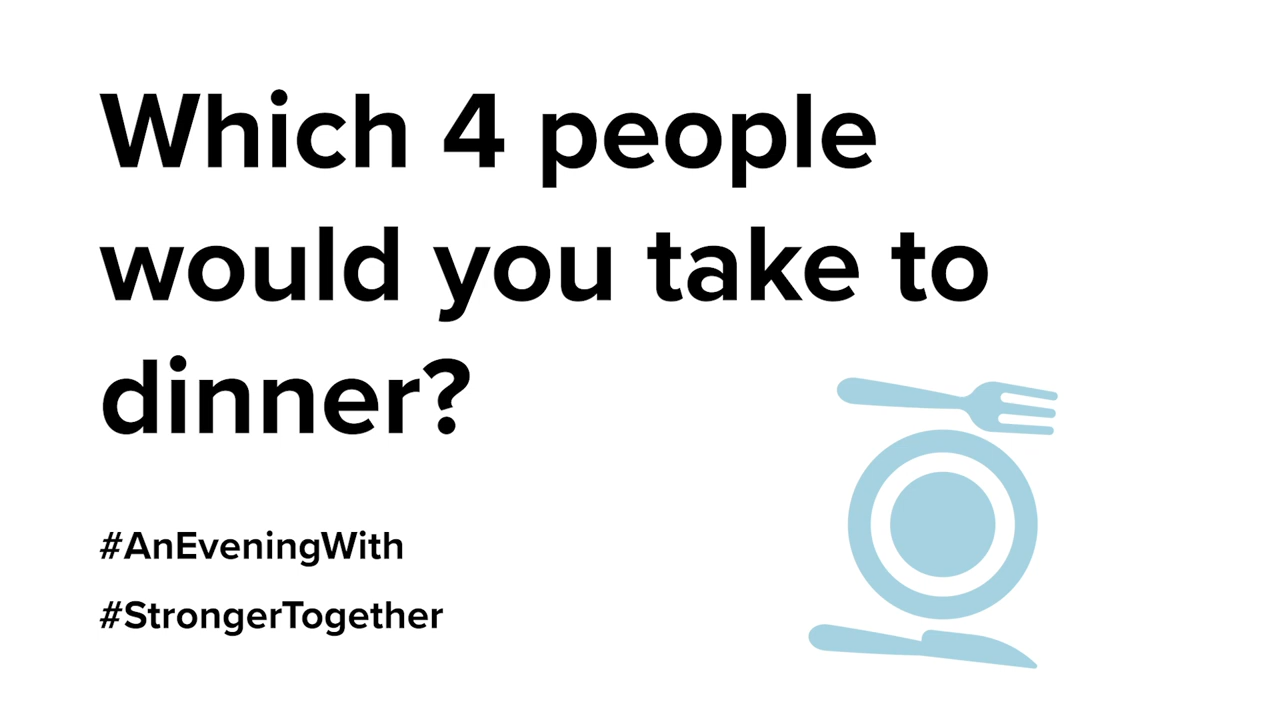 Which 4 people
would you take to
dinner?
#AnEveningWith
#StrongerTogether